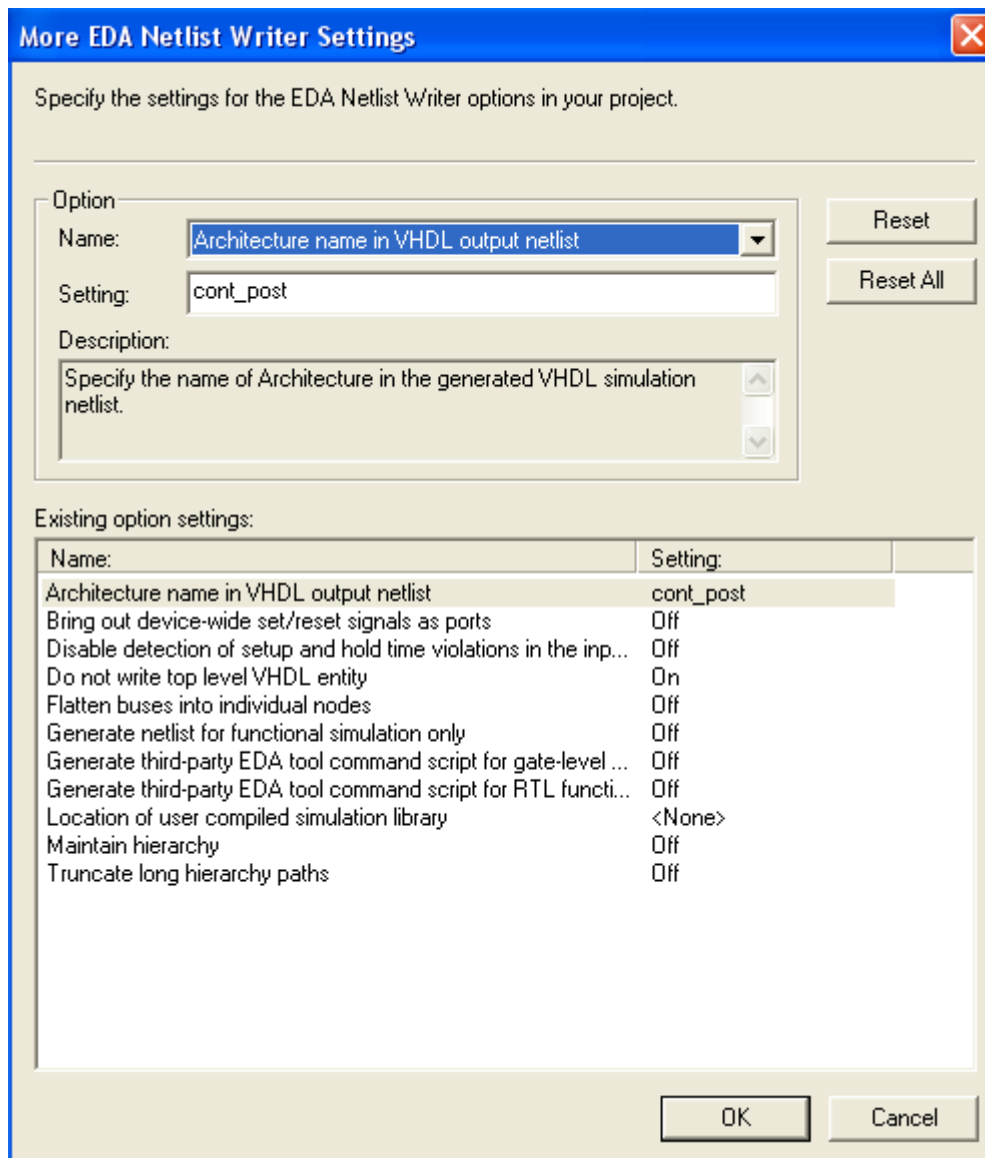 More EDA Netlist Writer Settings
Specify the settings for the EDA Netlist Writer options in your project.
Option
Name: Architecture name in VHDL output netlist
Reset
Setting: cont_post
Reset All
Description:
Specify the name of Architecture in the generated VHDL simulation
netlist.
Existing option settings:
Name: Setting:
Architecture name in VHDL output netlist cont_post
Bring out device-wide set/reset signals as ports Off
Disable detection of setup and hold time violations in the inp... Off
Do not write top level VHDL entity On
Flatten buses into individual nodes Off
Generate netlist for functional simulation only Off
Generate third-party EDA tool command script for gate-level ... Off
Generate third-party EDA tool command script for RTL functi... Off
Location of user compiled simulation library <None>
Maintain hierarchy Off
Truncate long hierarchy paths Off
OK Cancel